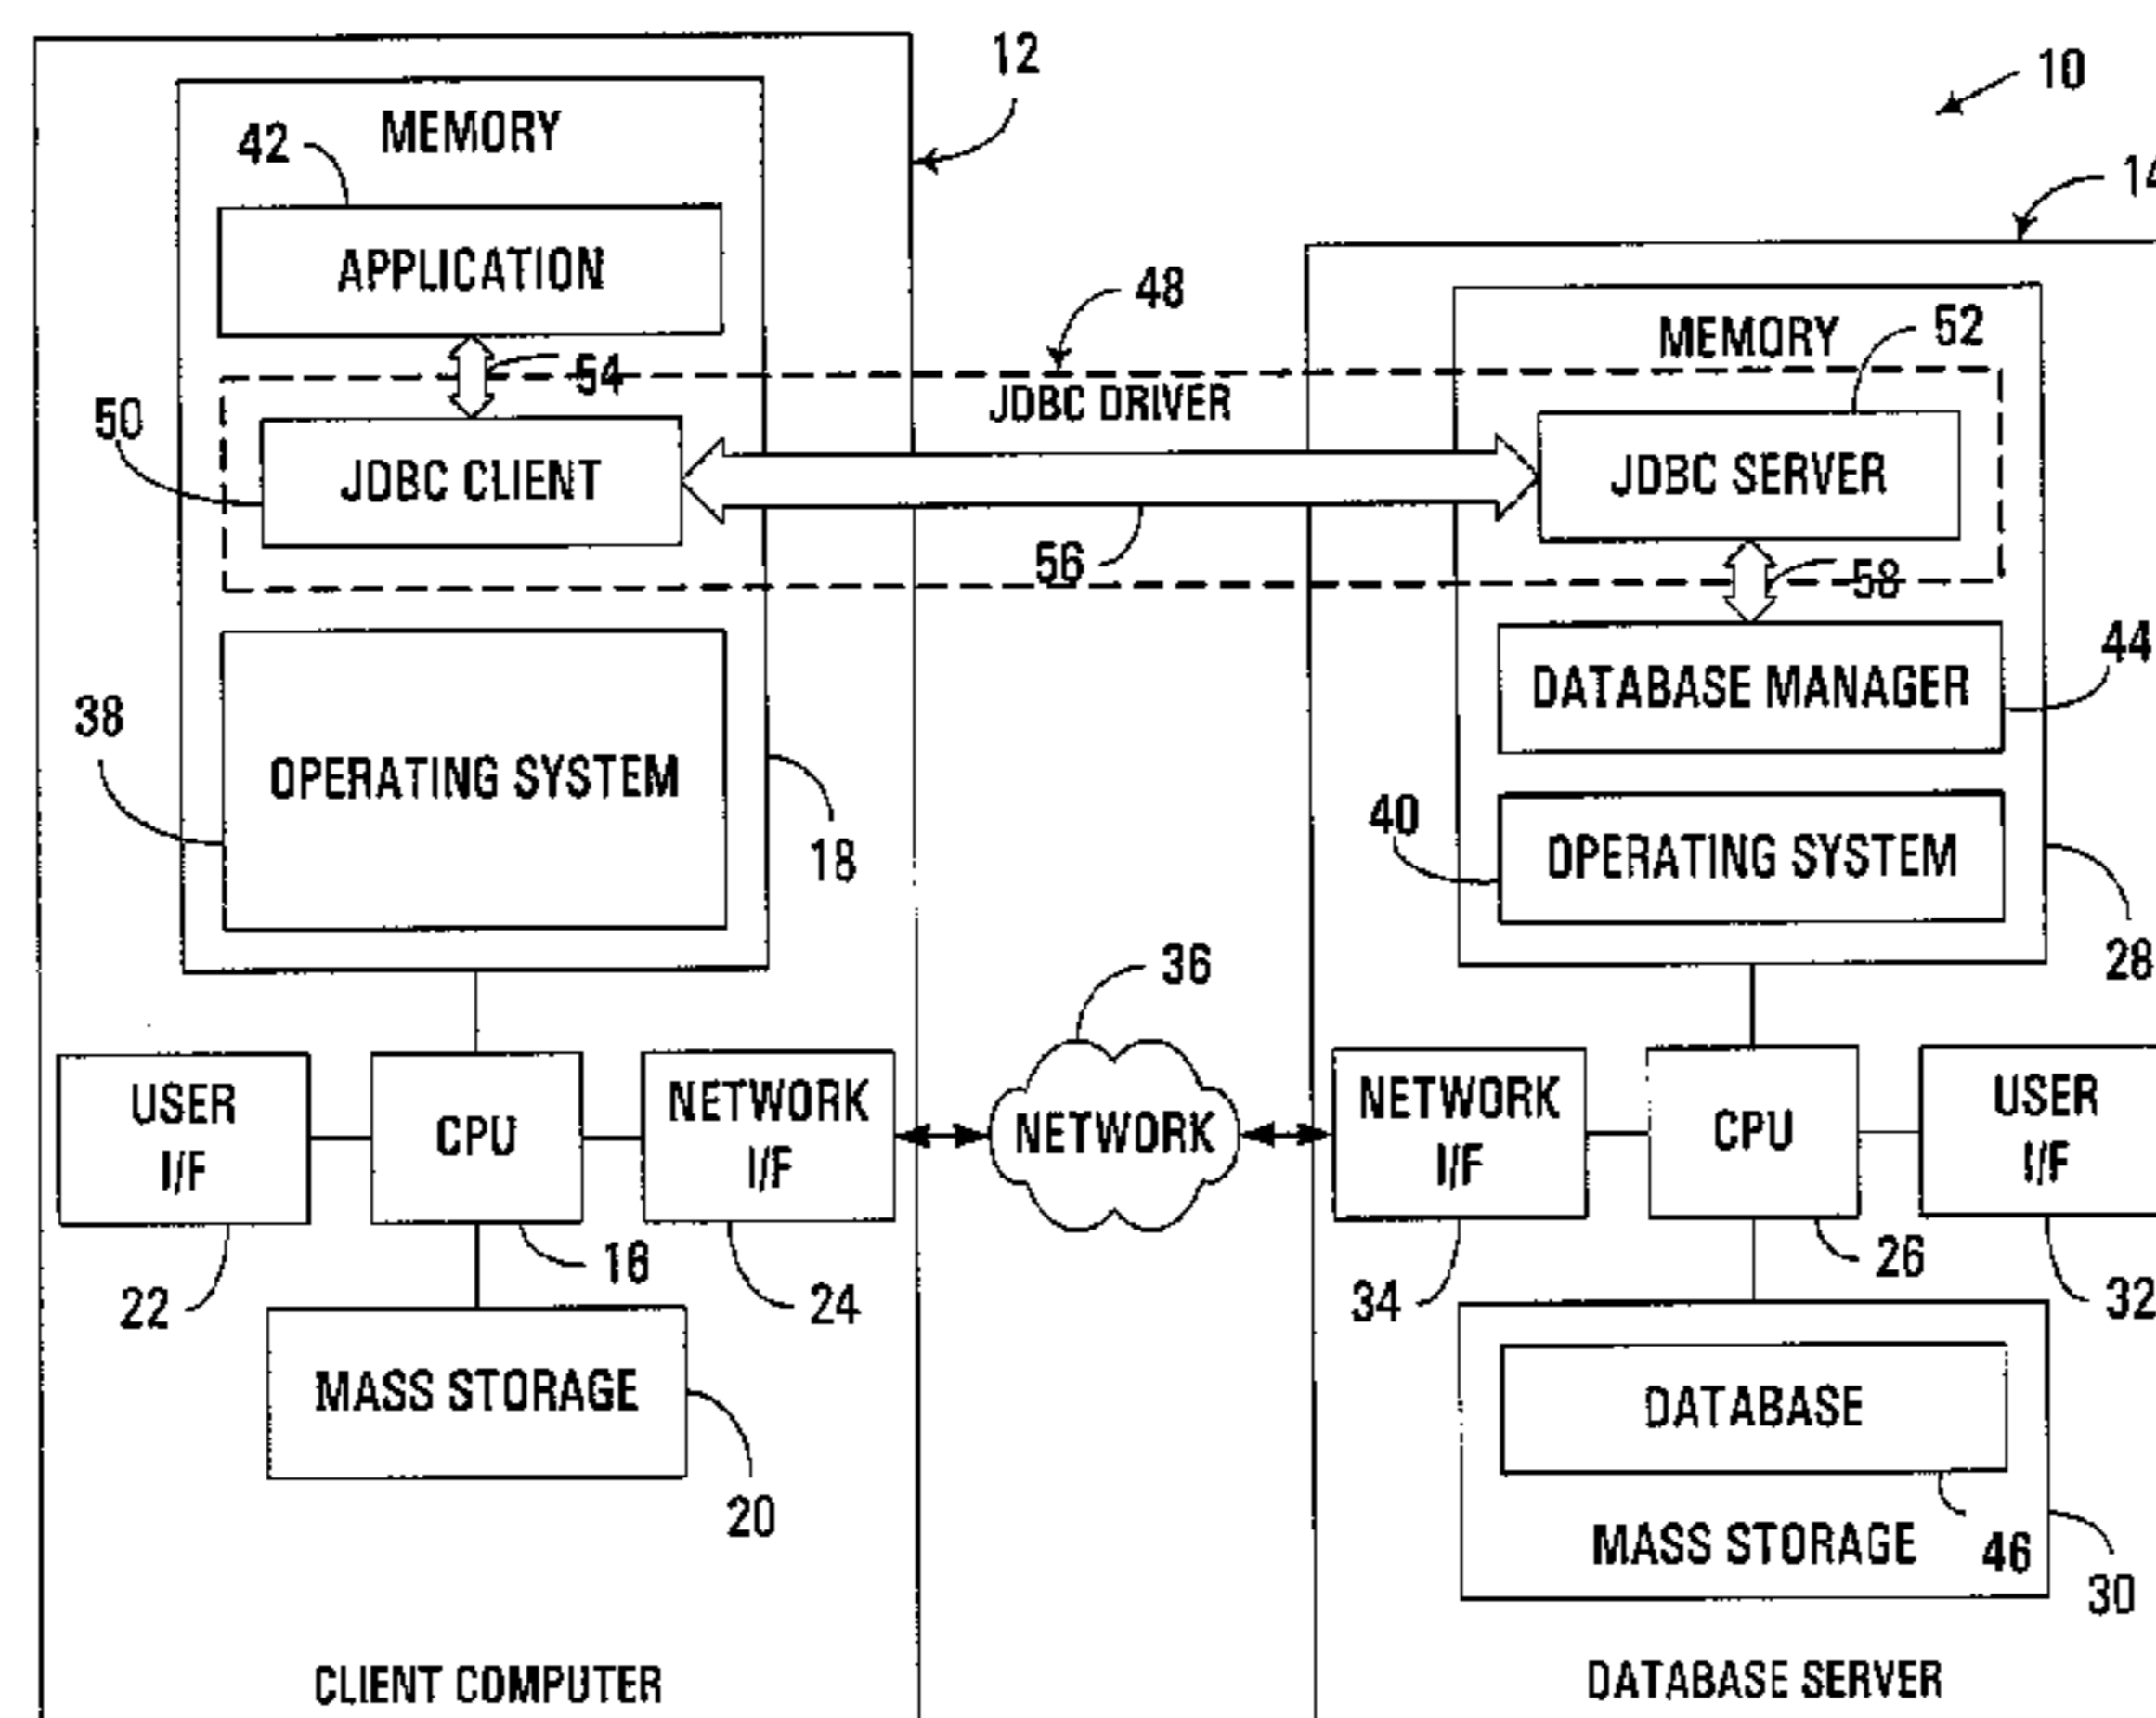 12
10
14
MEMORY
42
APPLICATION
48
MEMORY
52
54
JDBC DRIVER
50
JDBC CLIENT
JDBC SERVER
56
58
44
DATABASE MANAGER
38
OPERATING SYSTEM
40
OPERATING SYSTEM
18
28
36
USER
I/F
CPU
NETWORK
I/F
NETWORK
NETWORK
I/F
CPU
USER
I/F
22
16
24
34
26
32
MASS STORAGE
DATABASE
20
MASS STORAGE
46
30
CLIENT COMPUTER
DATABASE SERVER